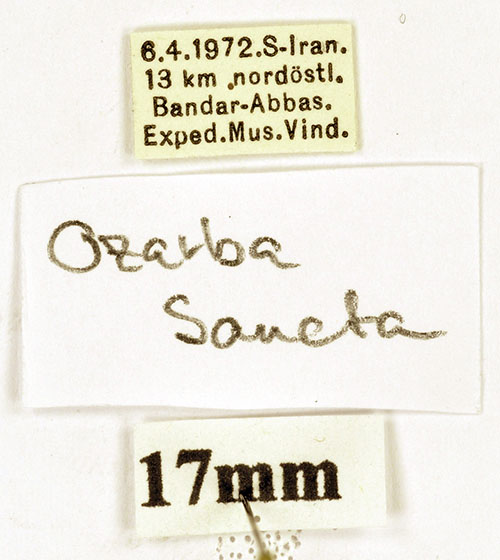 6.4.1972.S-Iran.
13 km nordöstl.
Bandar-Abbas.
Exped.Mus.Vind.
Ozarba
Sancta
17mm